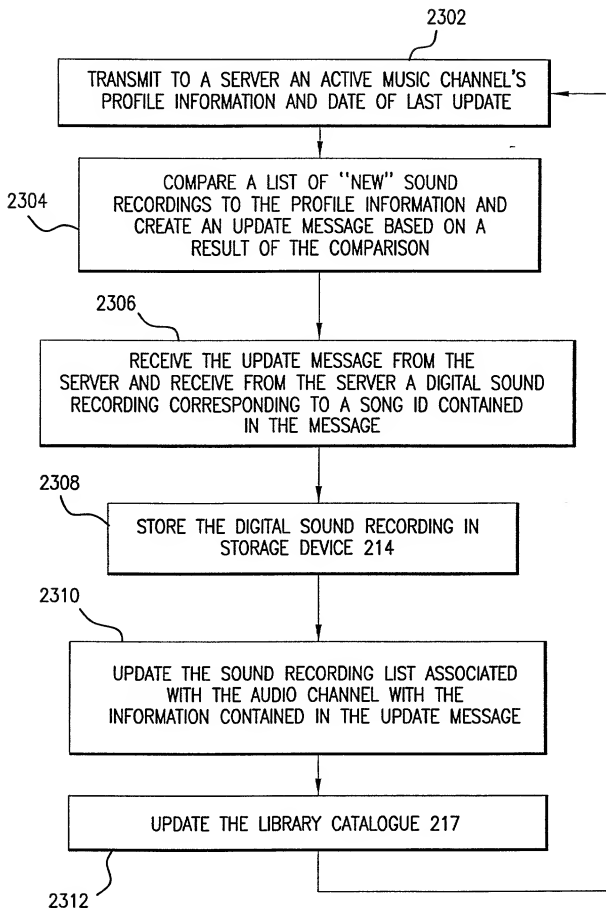 2302
TRANSMIT TO A SERVER AN ACTIVE MUSIC CHANNEL'S
PROFILE INFORMATION AND DATE OF LAST UPDATE
2304
COMPARE A LIST OF "NEW" SOUND
RECORDINGS TO THE PROFILE INFORMATION AND
CREATE AN UPDATE MESSAGE BASED ON A
RESULT OF THE COMPARISON
2306
RECEIVE THE UPDATE MESSAGE FROM THE
SERVER AND RECEIVE FROM THE SERVER A DIGITAL SOUND
RECORDING CORRESPONDING TO A SONG ID CONTAINED
IN THE MESSAGE
2308
STORE THE DIGITAL SOUND RECORDING IN
STORAGE DEVICE 214
2310
UPDATE THE SOUND RECORDING LIST ASSOCIATED
WITH THE AUDIO CHANNEL WITH THE
INFORMATION CONTAINED IN THE UPDATE MESSAGE
UPDATE THE LIBRARY CATALOGUE 217
2312